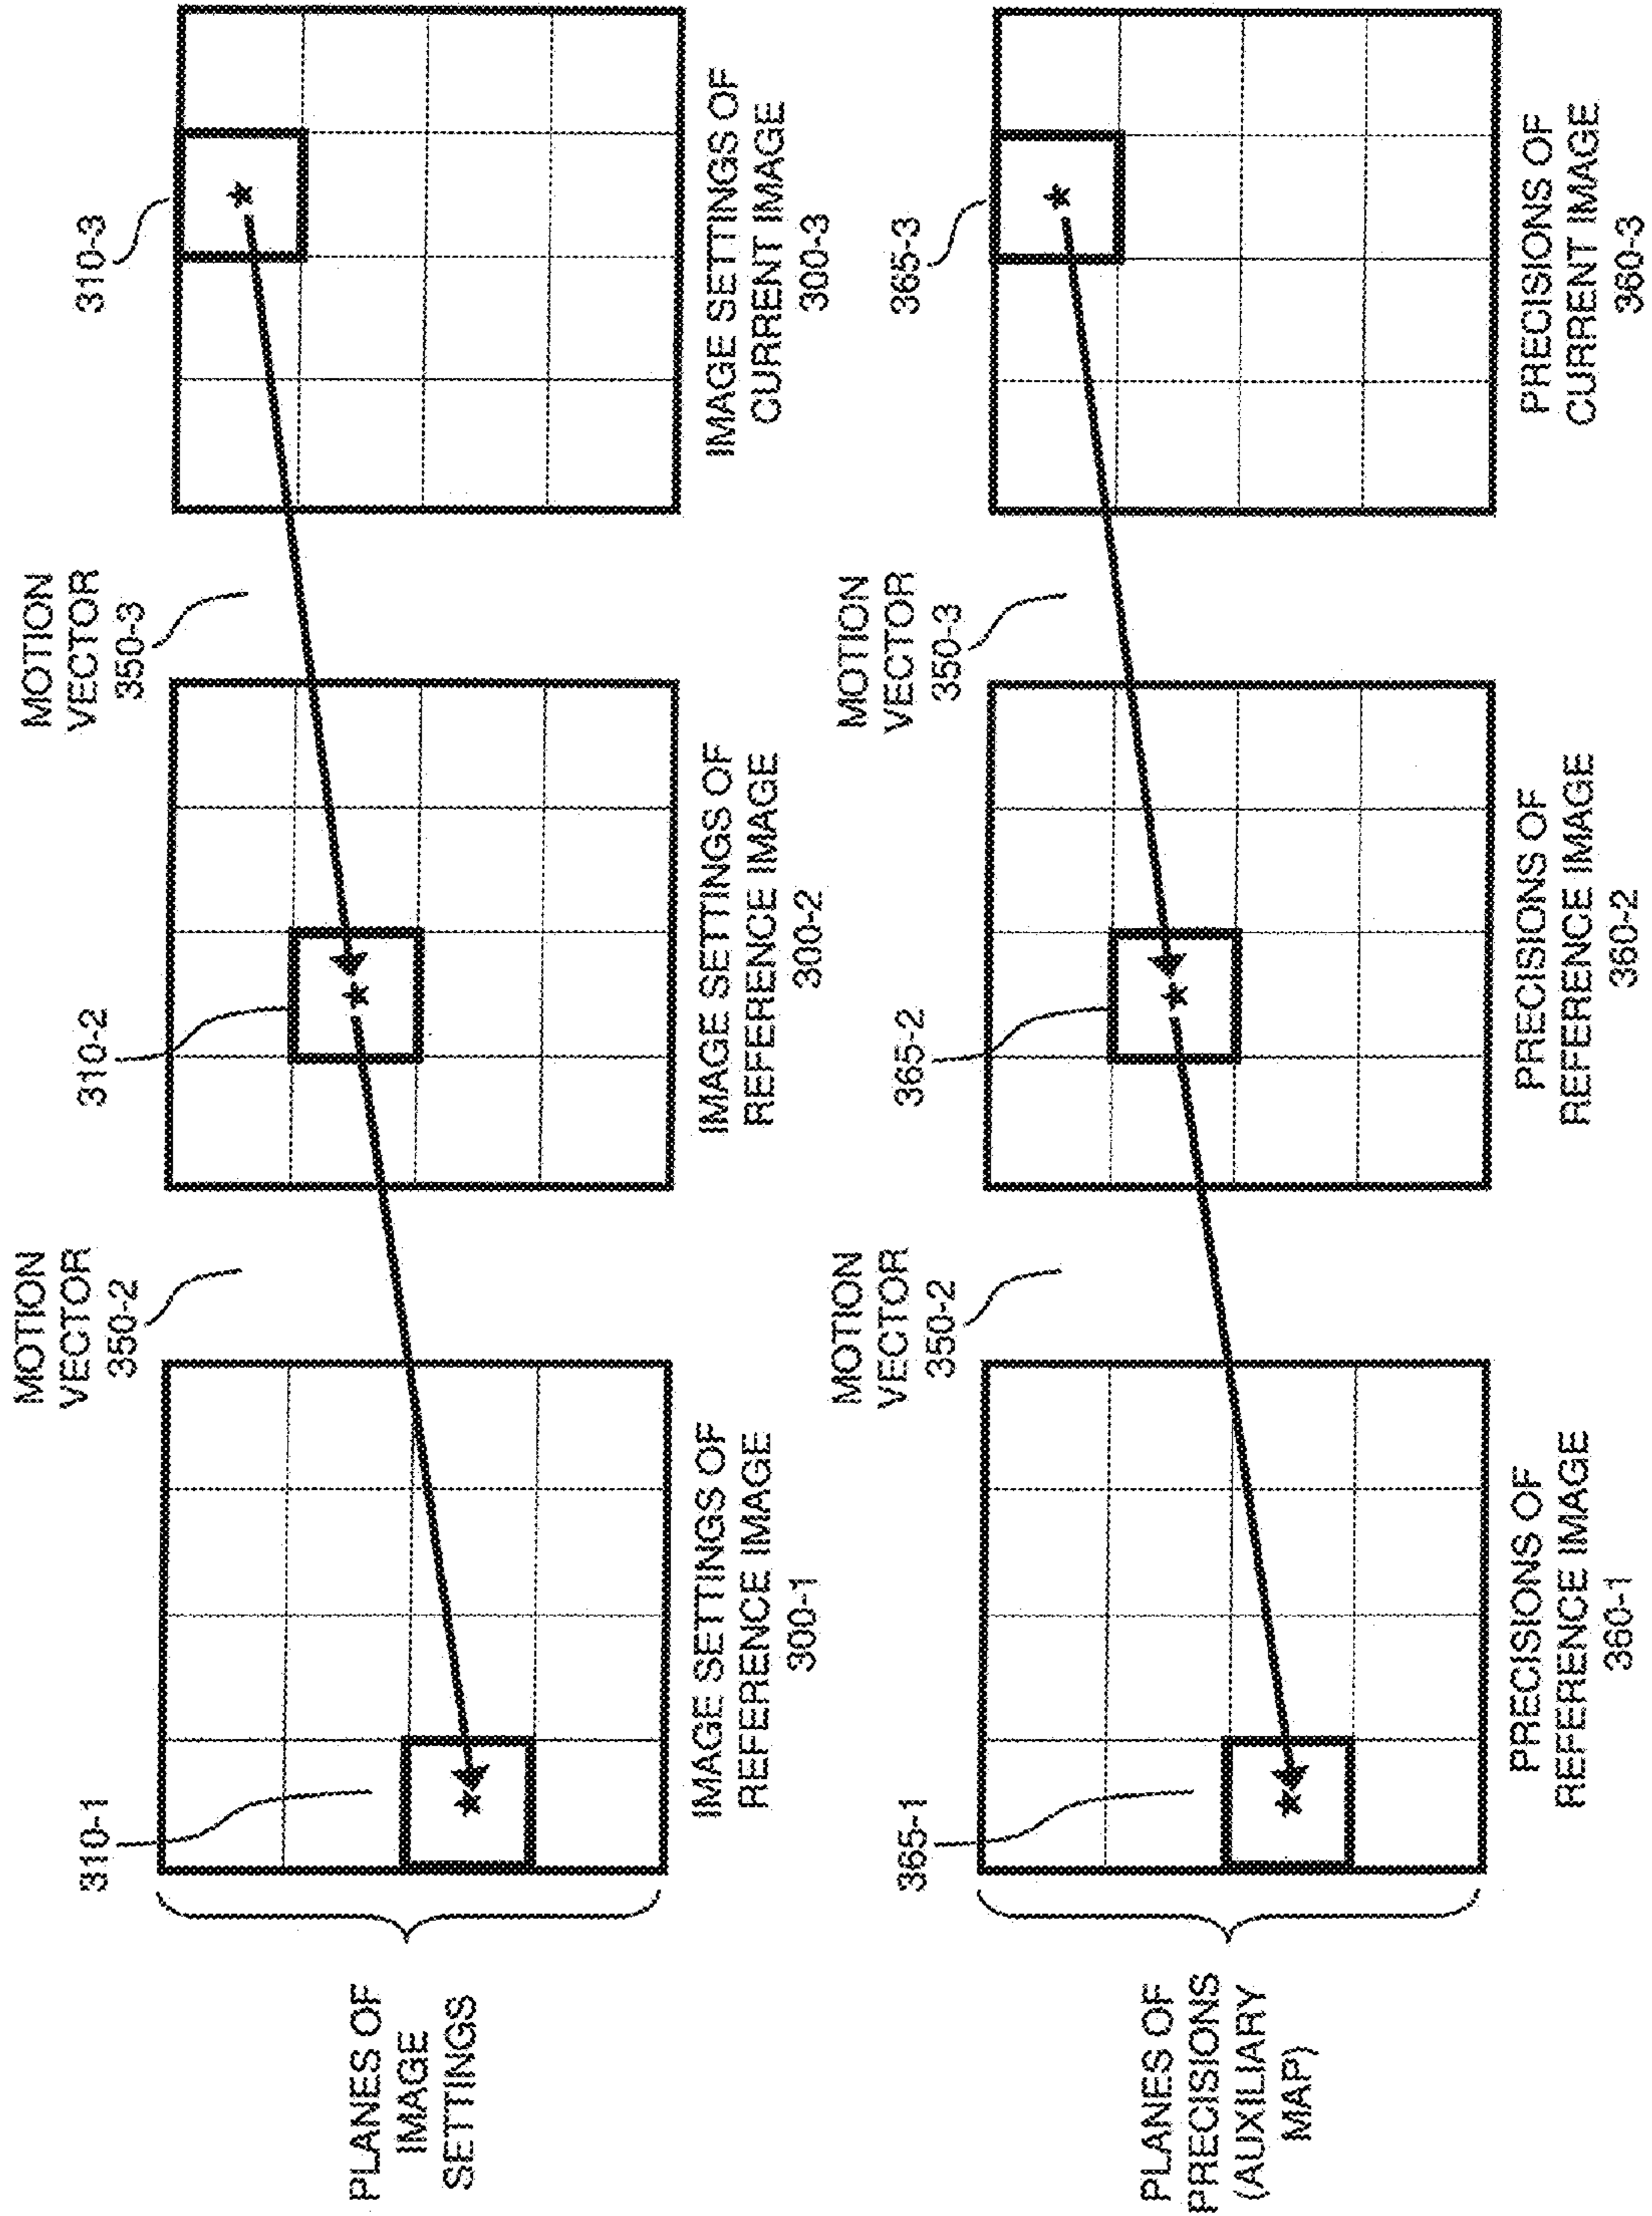 MOTION
VECTOR
350-2
MOTION
VECTOR
350-3
310-1
310-2
310-3
PLANES OF
IMAGE
SETTINGS
IMAGE SETTINGS OF
REFERENCE IMAGE
300-1
IMAGE SETTINGS OF
REFERENCE IMAGE
300-2
IMAGE SETTINGS OF
CURRENT IMAGE
300-3
MOTION
VECTOR
350-2
MOTION
VECTOR
350-3
365-1
365-2
365-3
PLANES OF
PRECISIONS
(AUXILIARY
MAP)
PRECISIONS OF
REFERENCE IMAGE
360-1
PRECISIONS OF
REFERENCE IMAGE
360-2
PRECISIONS OF
CURRENT IMAGE
360-3